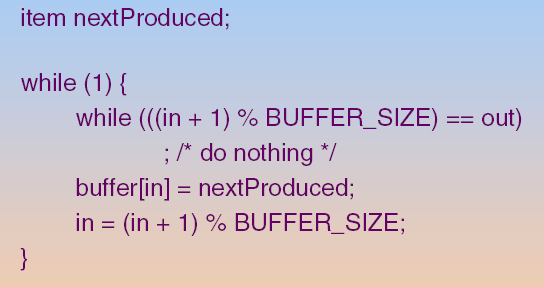 item nextProduced;
while (1) {
while (((in + 1) % BUFFER_SIZE) == out)
; /* do nothing */
buffer[in] = nextProduced;
in = (in + 1) % BUFFER_SIZE;
}